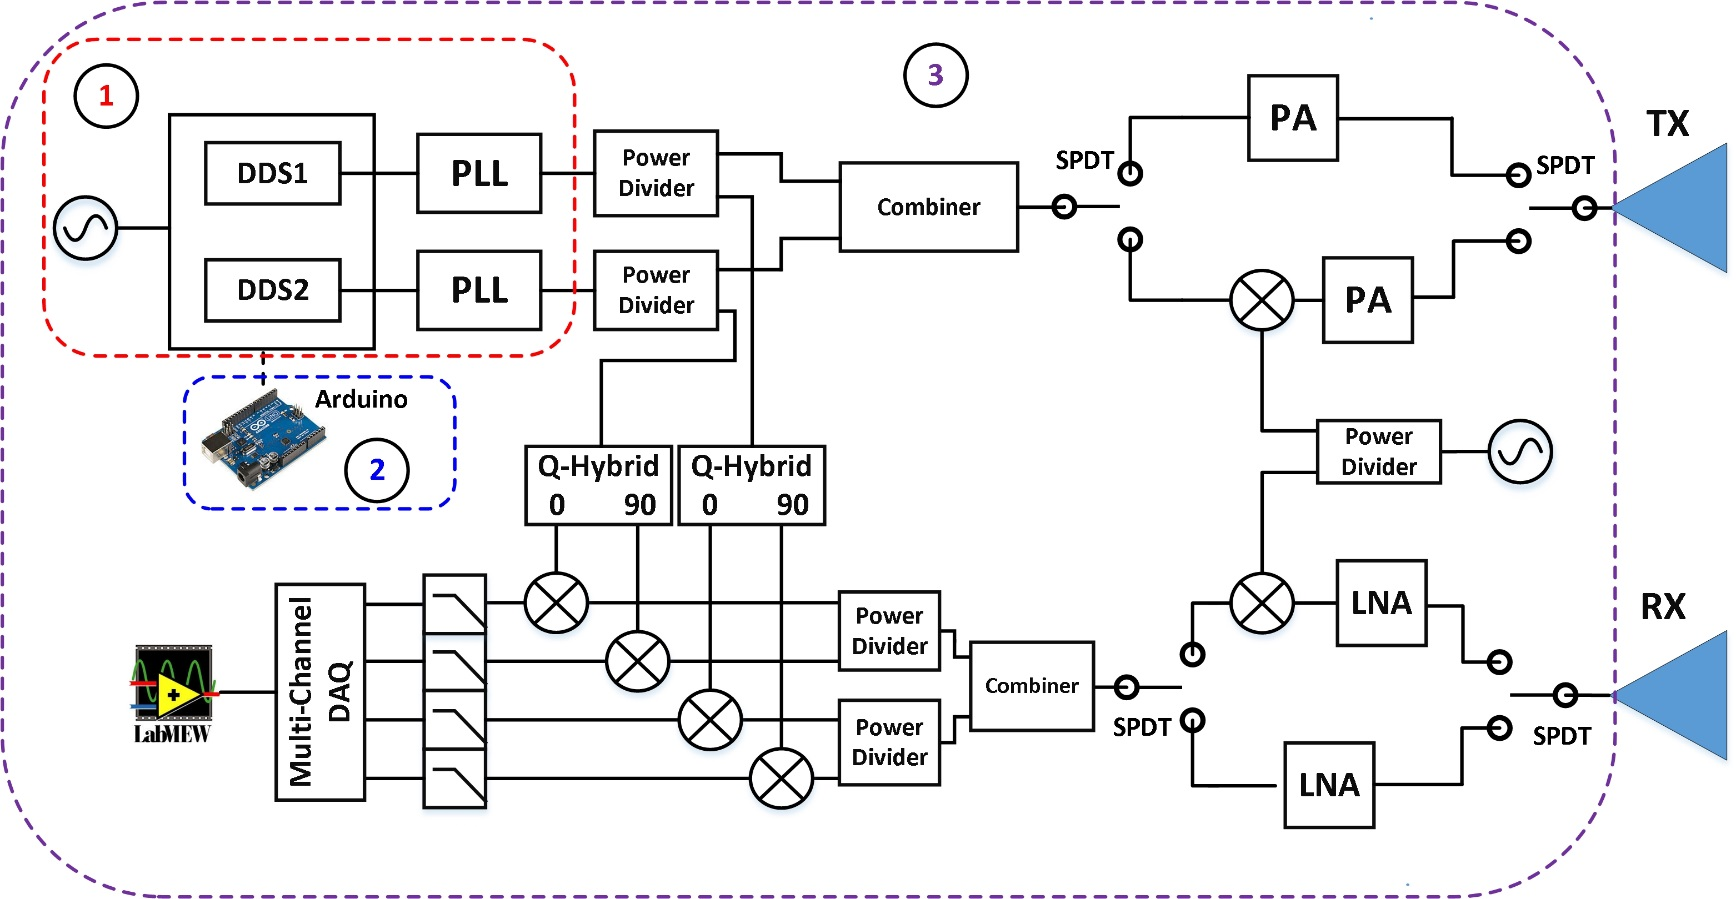 1
3
PA
TX
DDS1
PLL
Power
Divider
SPDT
SPDT
Combiner
DDS2
PLL
Power
Divider
PA
Arduino
2
Q-Hybrid
0 90
Q-Hybrid
0 90
Power
Divider
LNA
RX
Multi-Channel
DAQ
Power
Divider
Combiner
SPDT
SPDT
Power
Divider
LNA